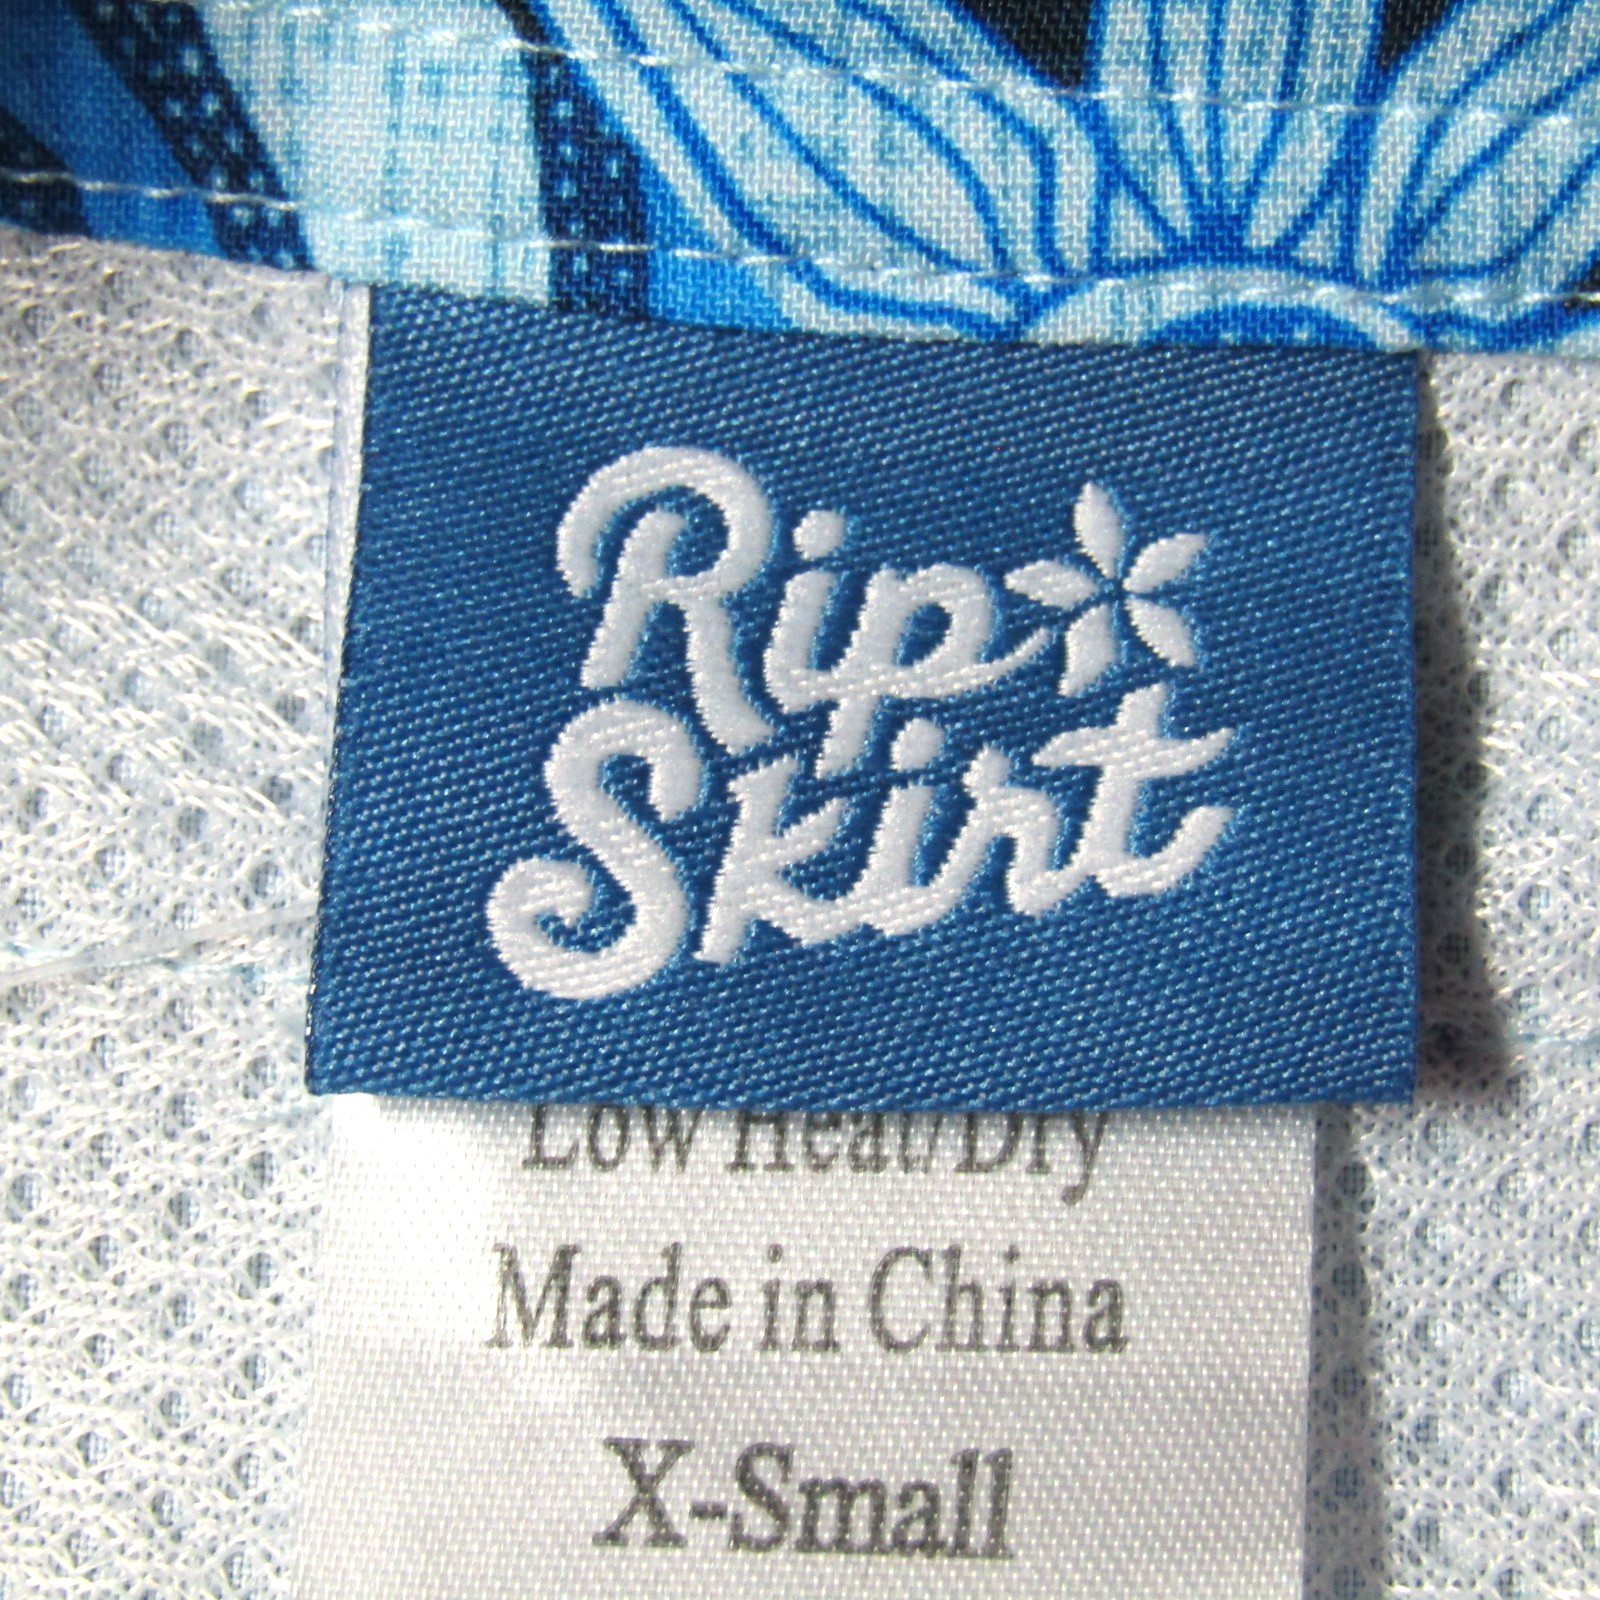 Rip
Skirt
Low Heat/Dry
Made in China
X-Small